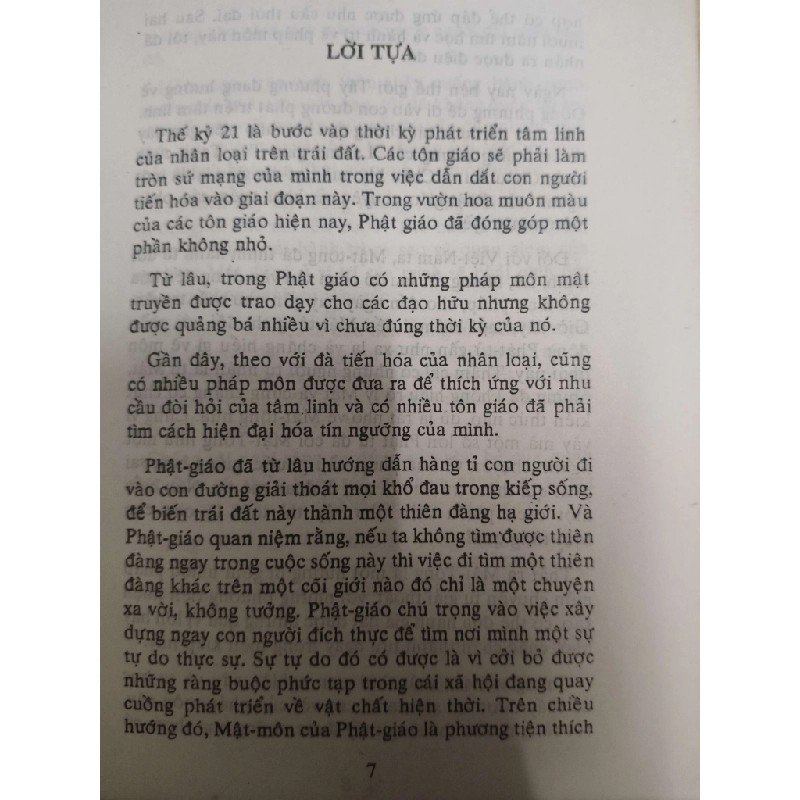 LỜI TỰA
Thế kỷ 21 là bước vào thời kỳ phát triển tâm linh
của nhân loại trên trái đất. Các tôn giáo sẽ phải làm
tròn sứ mạng của mình trong việc dẫn dắt con người
tiến hóa vào giai đoạn này. Trong vườn hoa muôn màu
của các tôn giáo hiện nay, Phật giáo đã đóng góp một
phần không nhỏ.
Từ lâu, trong Phật giáo có những pháp môn mật
truyền được trao dạy cho các đạo hữu nhưng không
được quảng bá nhiều vì chưa đúng thời kỳ của nó.
Gần đây, theo với đà tiến hóa của nhân loại, cũng
có nhiều pháp môn được đưa ra để thích ứng với nhu
cầu đòi hỏi của tâm linh và có nhiều tôn giáo đã phải
tìm cách hiện đại hóa tín ngưỡng của mình.
Phật-giáo đã từ lâu hướng dẫn hàng tỉ con người đi
vào con đường giải thoát mọi khổ đau trong kiếp sống,
để biến trái đất này thành một thiên đàng hạ giới. Và
Phật-giáo quan niệm rằng, nếu ta không tìm được thiên
đàng ngay trong cuộc sống này thì việc đi tìm một thiên
đàng khác trên một cõi giới nào đó chỉ là một chuyện
xa vời, không tưởng. Phật-giáo chú trọng vào việc xây
dựng ngay con người đích thực để tìm nơi mình một sự
tự do thực sự. Sự tự do đó có được là vì cởi bỏ được
những ràng buộc phức tạp trong cái xã hội đang quay
cuồng phát triển về vật chất hiện thời. Trên chiều
hướng đó, Mật-môn của Phật-giáo là phương tiện thích
7